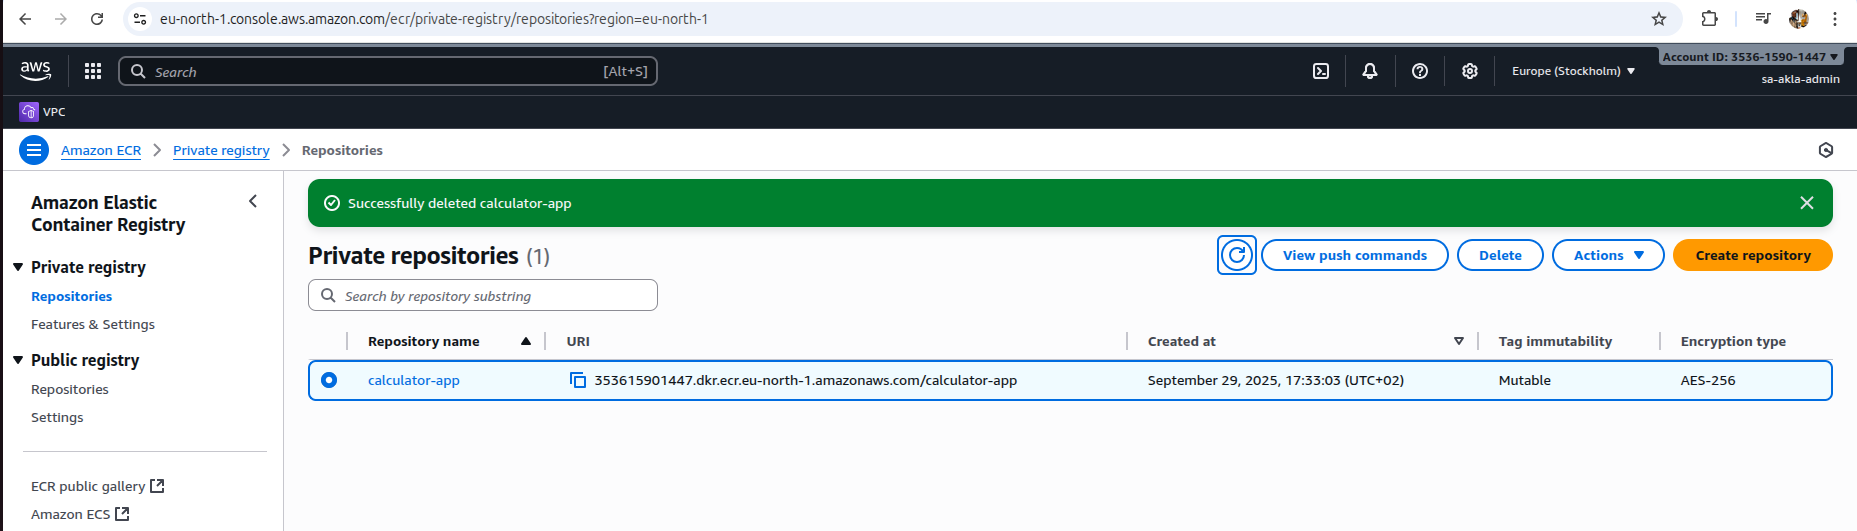 eu-north-1.console.aws.amazon.com/ecr/private-registry/repositories?region=eu-north-1
aws
Search
[Alt+S]
Europe (Stockholm)
Account ID: 3536-1590-1447
sa-akla-admin
VPC
Amazon ECR
Private registry
Repositories
Amazon Elastic
Container Registry
Private registry
Repositories
Features & Settings
Public registry
Repositories
Settings
ECR public gallery
Amazon ECS
Successfully deleted calculator-app
Private repositories (1)
View push commands
Delete
Actions
Create repository
Search by repository substring
Repository name
URI
Created at
Tag immutability
Encryption type
calculator-app
353615901447.dkr.ecr.eu-north-1.amazonaws.com/calculator-app
September 29, 2025, 17:33:03 (UTC+02)
Mutable
AES-256